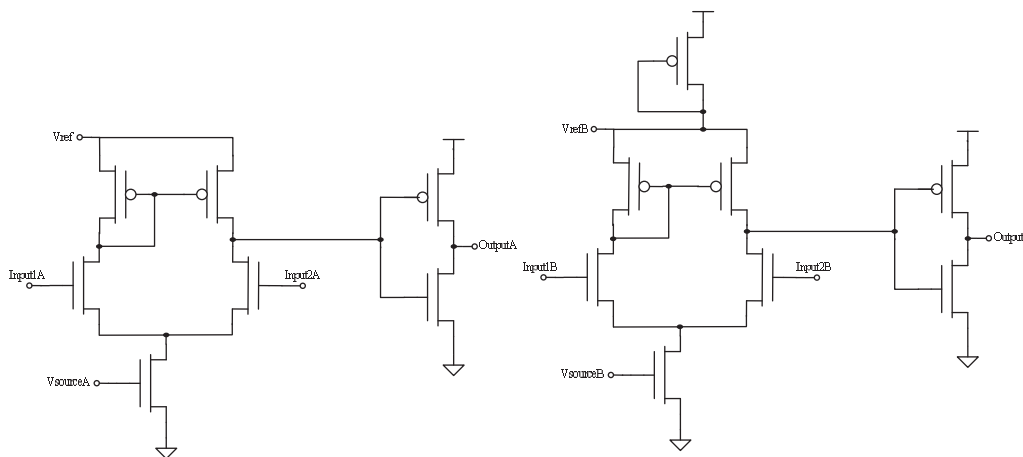 Vref
Input1A
Input2A
OutputA
VsourceA
VrefB
Input1B
Input2B
Output
VsourceB